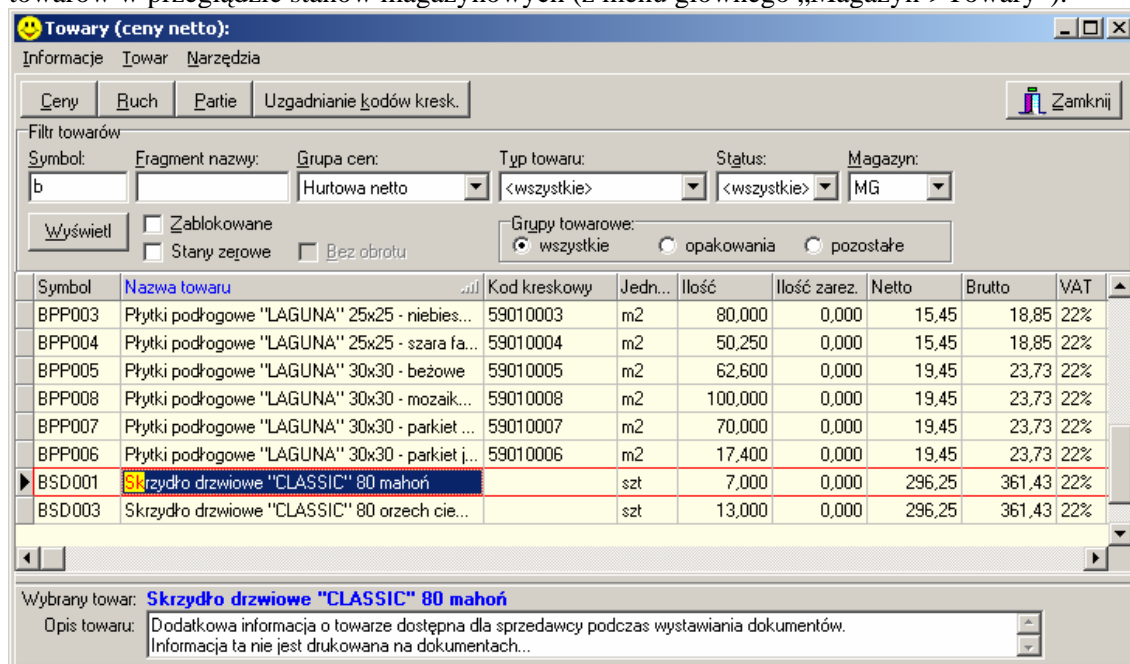 towarów w przeglądzie stanów magazynowych (z menu głównego „Magazyn > Towary”).
Towary (ceny netto):
Informacje Towar Narzędzia
Ceny Ruch Partie Uzgadnianie kodów kresk. Zamknij
Filtr towarów
Symbol: Fragment nazwy: Grupa cen: Typ towaru: Status: Magazyn:
b Hurtowa netto <wszystkie> <wszystkie> MG
Wyświetl Zablokowane Grupy towarowe:
Stany zerowe Bez obrotu wszystkie opakowania pozostałe
Symbol Nazwa towaru Kod kreskowy Jedn... Ilość Ilość zarez. Netto Brutto VAT
BPP003 Płytki podłogowe "LAGUNA" 25x25 - niebies... 59010003 m2 80,000 0,000 15,45 18,85 22%
BPP004 Płytki podłogowe "LAGUNA" 25x25 - szara fa... 59010004 m2 50,250 0,000 15,45 18,85 22%
BPP005 Płytki podłogowe "LAGUNA" 30x30 - beżowe 59010005 m2 62,600 0,000 19,45 23,73 22%
BPP008 Płytki podłogowe "LAGUNA" 30x30 - mozaik... 59010008 m2 100,000 0,000 19,45 23,73 22%
BPP007 Płytki podłogowe "LAGUNA" 30x30 - parkiet ... 59010007 m2 70,000 0,000 19,45 23,73 22%
BPP006 Płytki podłogowe "LAGUNA" 30x30 - parkiet j... 59010006 m2 17,400 0,000 19,45 23,73 22%
BSD001 Skrzydło drzwiowe "CLASSIC" 80 mahoń szt 7,000 0,000 296,25 361,43 22%
BSD003 Skrzydło drzwiowe "CLASSIC" 80 orzech cie... szt 13,000 0,000 296,25 361,43 22%
Wybrany towar: Skrzydło drzwiowe "CLASSIC" 80 mahoń
Opis towaru: Dodatkowa informacja o towarze dostępna dla sprzedawcy podczas wystawiania dokumentów.
Informacja ta nie jest drukowana na dokumentach...